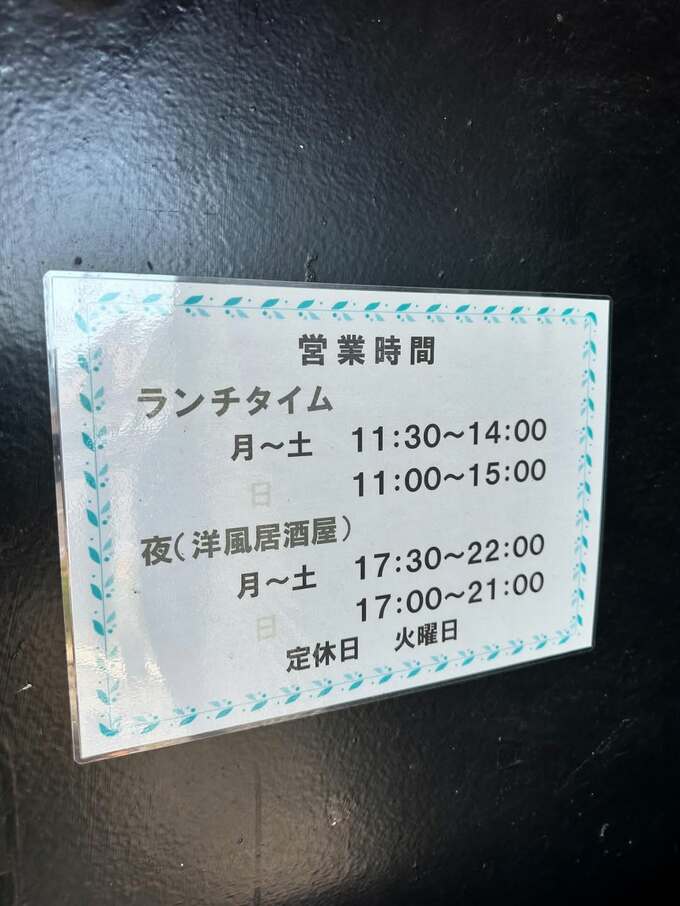 営業時間
ランチタイム
月〜土 11:30〜14:00
日 11:00〜15:00
夜(洋風居酒屋)
月〜土 17:30〜22:00
日 17:00〜21:00
定休日 火曜日